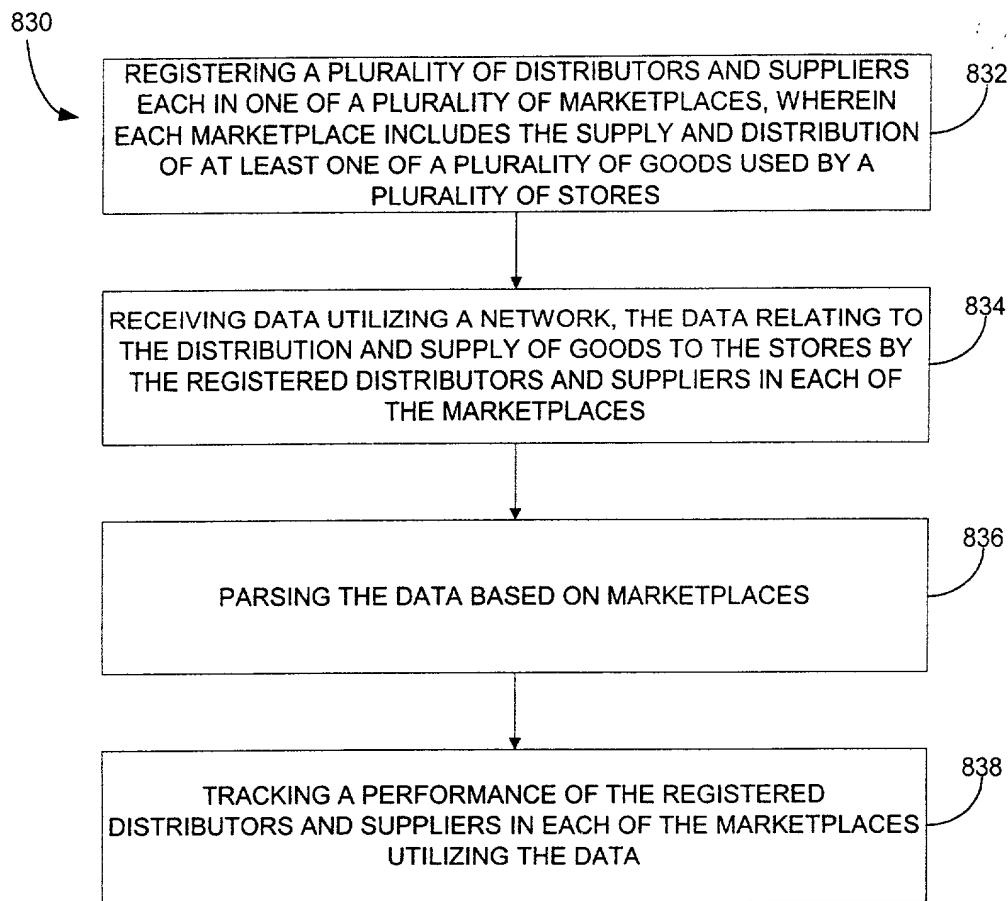 830
REGISTERING A PLURALITY OF DISTRIBUTORS AND SUPPLIERS
EACH IN ONE OF A PLURALITY OF MARKETPLACES, WHEREIN
EACH MARKETPLACE INCLUDES THE SUPPLY AND DISTRIBUTION
OF AT LEAST ONE OF A PLURALITY OF GOODS USED BY A
PLURALITY OF STORES
832
RECEIVING DATA UTILIZING A NETWORK, THE DATA RELATING TO
THE DISTRIBUTION AND SUPPLY OF GOODS TO THE STORES BY
THE REGISTERED DISTRIBUTORS AND SUPPLIERS IN EACH OF
THE MARKETPLACES
834
PARSING THE DATA BASED ON MARKETPLACES
836
TRACKING A PERFORMANCE OF THE REGISTERED
DISTRIBUTORS AND SUPPLIERS IN EACH OF THE MARKETPLACES
UTILIZING THE DATA
838